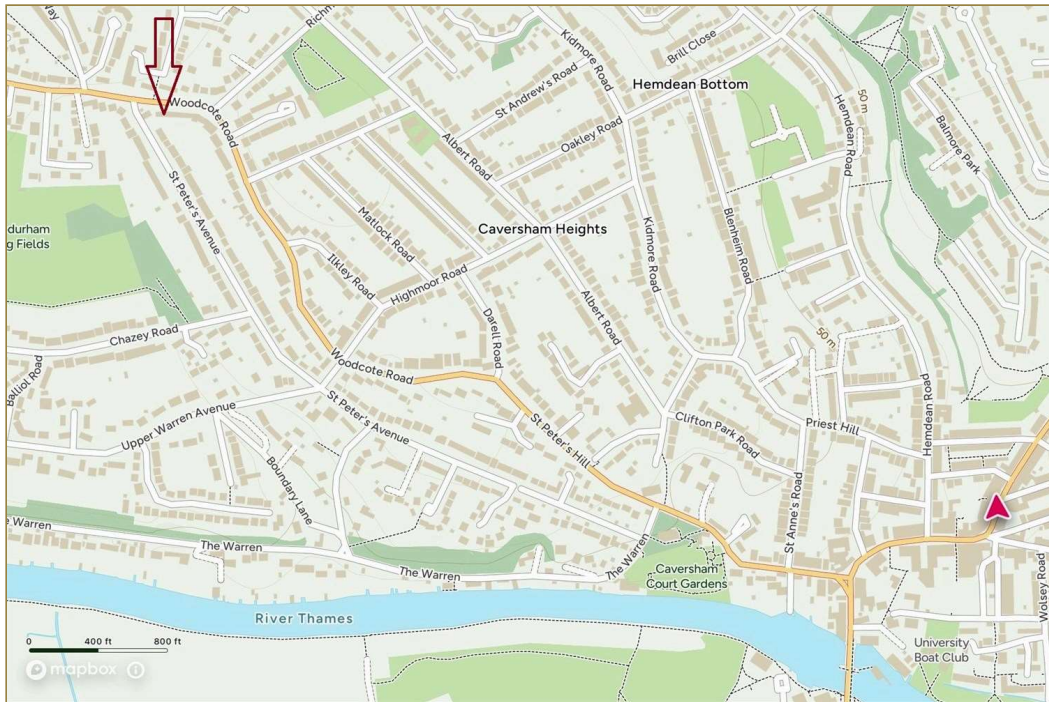 Way
Richm
Kidmore Road
Brill Close
Hemdean Bottom
St Andrew's Road
50 m
Woodcote Road
Hemdean Road
Oakley Road
Albert Road
Balmore Park
St Peter's Avenue
Matlock Road
Blenheim Road
Kidmore Road
durham
g Fields
Caversham Heights
Ilkley Road
Highmoor Road
Albert Road
Darell Road
Chazey Road
50 m
Woodcote Road
Balliol Road
Hemdean Road
St Peter's Avenue
Upper Warren Avenue
St Peter's Hill
Clifton Park Road
Priest Hill
Boundary Lane
St Anne's Road
e Warren
The Warren
The Warren
The Warren
Caversham
Court Gardens
Wolsey Road
River Thames
0 400 ft 800 ft
University
Boat Club
mapbox